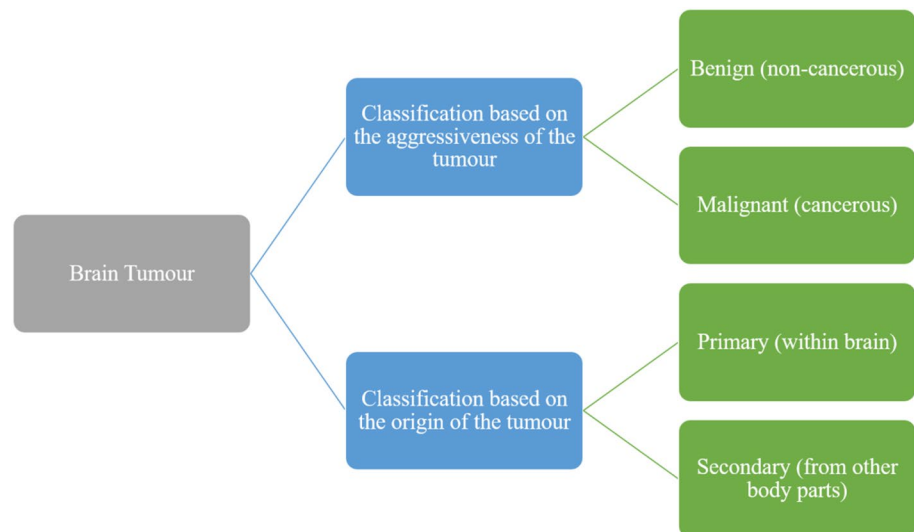 Brain Tumour
Classification based on
the aggressiveness of the
tumour
Benign (non-cancerous)
Malignant (cancerous)
Classification based on
the origin of the tumour
Primary (within brain)
Secondary (from other
body parts)